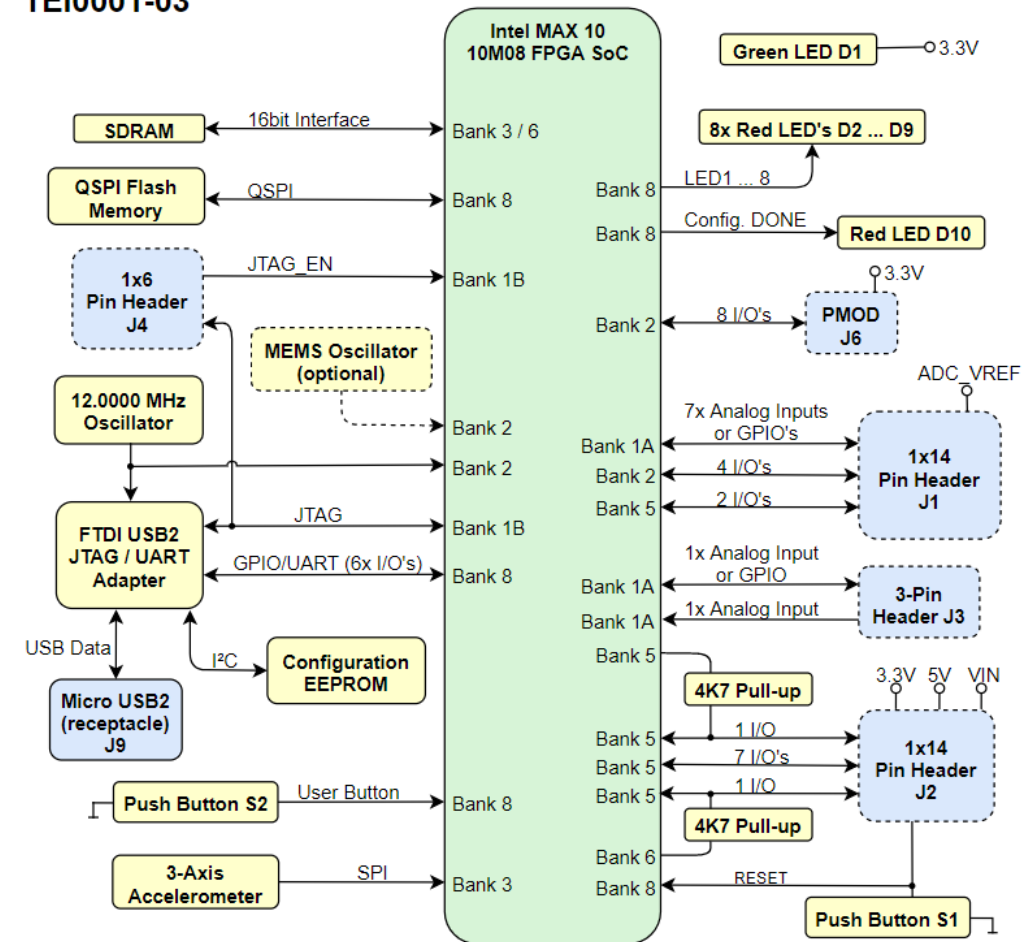 TEI0001-03
Intel MAX 10
10M08 FPGA SoC
Green LED D1
3.3V
SDRAM
16bit Interface
Bank 3 / 6
8x Red LED's D2 ... D9
QSPI Flash
Memory
QSPI
Bank 8
Bank 8
LED1 ... 8
Bank 8
Config. DONE
Red LED D10
1x6
Pin Header
J4
JTAG_EN
Bank 1B
3.3V
Bank 2
8 I/O's
PMOD
J6
MEMS Oscillator
(optional)
Bank 2
12.0000 MHz
Oscillator
Bank 2
ADC_VREF
7x Analog Inputs
or GPIO's
Bank 1A
Bank 2
4 I/O's
Bank 5
2 I/O's
1x14
Pin Header
J1
FTDI USB2
JTAG / UART
Adapter
JTAG
Bank 1B
GPIO/UART (6x I/O's)
Bank 8
1x Analog Input
or GPIO
Bank 1A
Bank 1A
1x Analog Input
3-Pin
Header J3
USB Data
I²C
Configuration
EEPROM
Micro USB2
(receptacle)
J9
Bank 5
4K7 Pull-up
3.3V
5V
VIN
Bank 5
1 I/O
Bank 5
7 I/O's
Bank 5
1 I/O
1x14
Pin Header
J2
4K7 Pull-up
Bank 6
Push Button S2
User Button
Bank 8
3-Axis
Accelerometer
SPI
Bank 3
Bank 8
RESET
Push Button S1